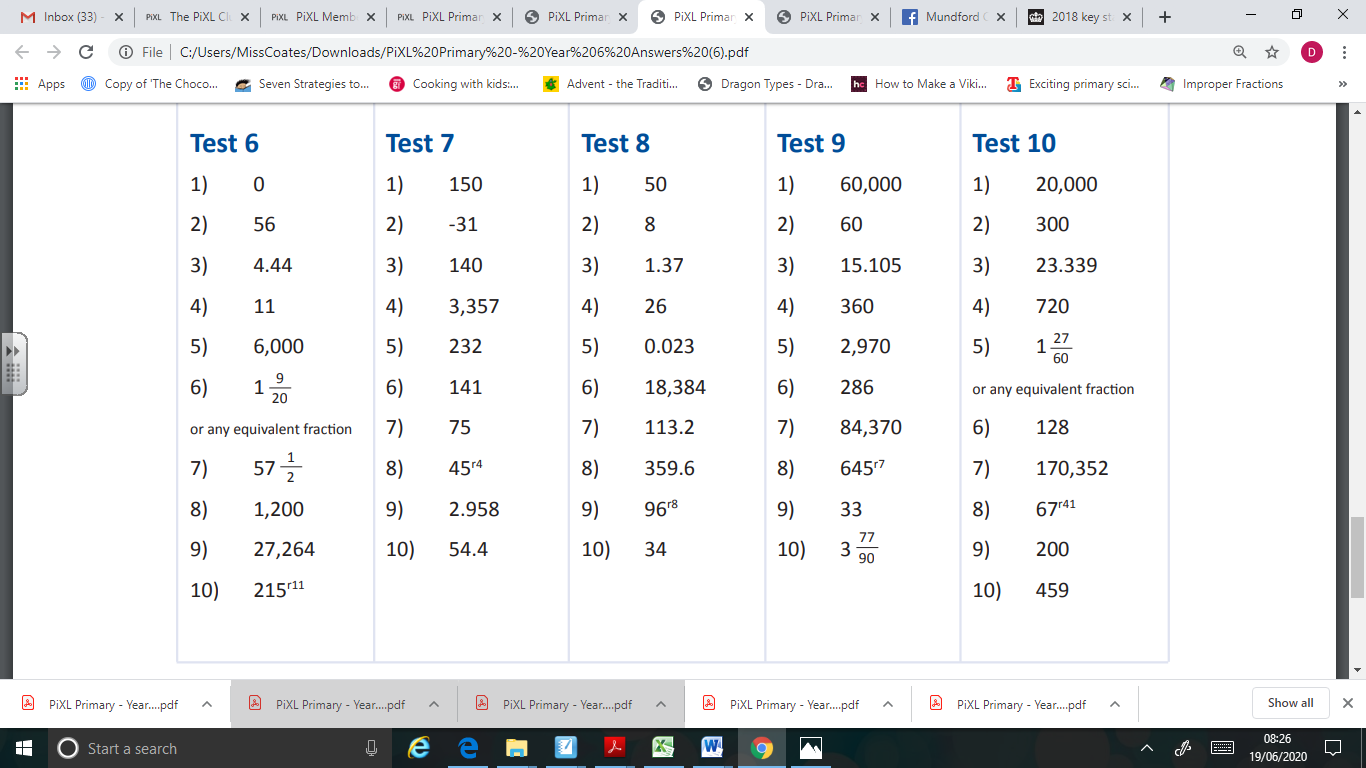 Inbox (33) -
The PiXL Cl
PiXL Memb
PiXL Primar
PiXL Primar
PiXL Primar
PiXL Primar
Mundford
2018 key st
File C:/Users/MissCoates/Downloads/PiXL%20Primary%20-%20Year%206%20Answers%20(6).pdf
Apps
Copy of 'The Choco...
Seven Strategies to...
Cooking with kids:...
Advent - the Traditi...
Dragon Types - Dra...
How to Make a Viki...
Exciting primary sci...
Improper Fractions
Test 6
1) 0
2) 56
3) 4.44
4) 11
5) 6,000
6) 1 9/20
or any equivalent fraction
7) 57 1/2
8) 1,200
9) 27,264
10) 215r11
Test 7
1) 150
2) -31
3) 140
4) 3,357
5) 232
6) 141
7) 75
8) 45r4
9) 2.958
10) 54.4
Test 8
1) 50
2) 8
3) 1.37
4) 26
5) 0.023
6) 18,384
7) 113.2
8) 359.6
9) 96r8
10) 34
Test 9
1) 60,000
2) 60
3) 15.105
4) 360
5) 2,970
6) 286
7) 84,370
8) 645r7
9) 33
10) 3 77/90
Test 10
1) 20,000
2) 300
3) 23.339
4) 720
5) 1 27/60
or any equivalent fraction
6) 128
7) 170,352
8) 67r41
9) 200
10) 459
PiXL Primary - Year....pdf
PiXL Primary - Year....pdf
PiXL Primary - Year....pdf
PiXL Primary - Year....pdf
PiXL Primary - Year....pdf
Show all
Start a search
08:26
19/06/2020